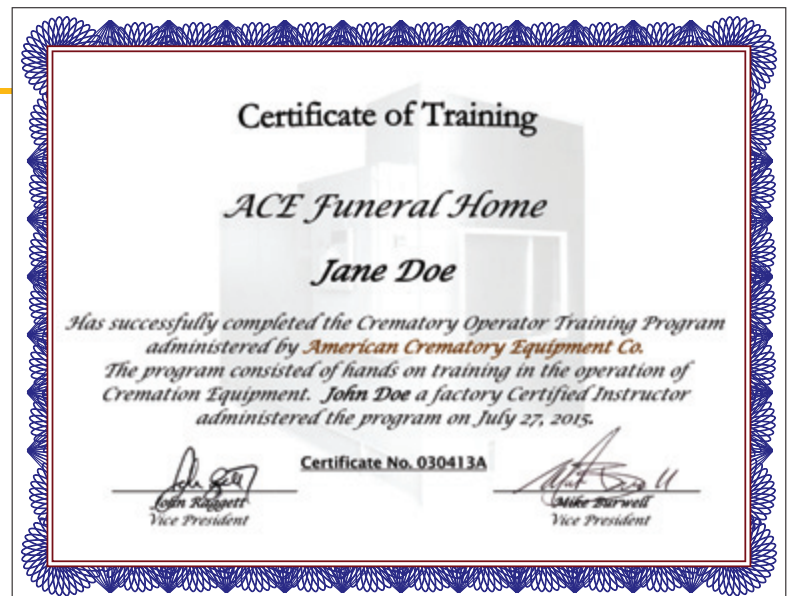 Certificate of Training
ACE Funeral Home
Jane Doe
Has successfully completed the Crematory Operator Training Program
administered by American Crematory Equipment Co.
The program consisted of hands on training in the operation of
Cremation Equipment. John Doe a factory Certified Instructor
administered the program on July 27, 2015.
Certificate No. 030413A
John Raggett
Vice President
Mike Burwell
Vice President